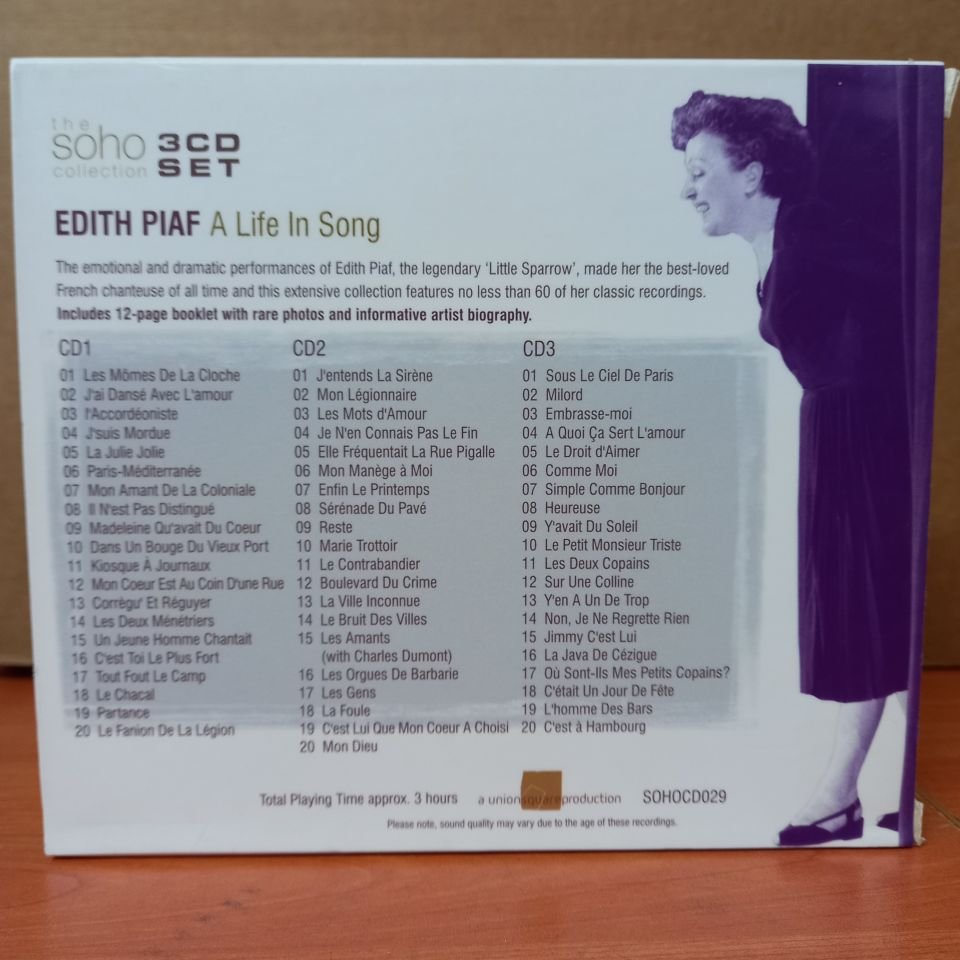 the
soho
collection
3CD
SET
EDITH PIAF A Life In Song
The emotional and dramatic performances of Edith Piaf, the legendary 'Little Sparrow', made her the best-loved
French chanteuse of all time and this extensive collection features no less than 60 of her classic recordings.
Includes 12-page booklet with rare photos and informative artist biography.
CD1
01 Les Mômes De La Cloche
02 J'ai Dansé Avec L'amour
03 l'Accordéoniste
04 J'suis Mordue
05 La Julie Jolie
06 Paris-Méditerranée
07 Mon Amant De La Coloniale
08 Il N'est Pas Distingué
09 Madeleine Qu'avait Du Coeur
10 Dans Un Bouge Du Vieux Port
11 Kiosque À Journaux
12 Mon Coeur Est Au Coin D'une Rue
13 Corrègu' Et Réguyer
14 Les Deux Ménétriers
15 Un Jeune Homme Chantait
16 C'est Toi Le Plus Fort
17 Tout Fout Le Camp
18 Le Chacal
19 Partance
20 Le Fanion De La Légion
CD2
01 J'entends La Sirène
02 Mon Légionnaire
03 Les Mots d'Amour
04 Je N'en Connais Pas Le Fin
05 Elle Fréquentait La Rue Pigalle
06 Mon Manège à Moi
07 Enfin Le Printemps
08 Sérénade Du Pavé
09 Reste
10 Marie Trottoir
11 Le Contrabandier
12 Boulevard Du Crime
13 La Ville Inconnue
14 Le Bruit Des Villes
15 Les Amants
(with Charles Dumont)
16 Les Orgues De Barbarie
17 Les Gens
18 La Foule
19 C'est Lui Que Mon Coeur A Choisi
20 Mon Dieu
CD3
01 Sous Le Ciel De Paris
02 Milord
03 Embrasse-moi
04 A Quoi Ça Sert L'amour
05 Le Droit d'Aimer
06 Comme Moi
07 Simple Comme Bonjour
08 Heureuse
09 Y'avait Du Soleil
10 Le Petit Monsieur Triste
11 Les Deux Copains
12 Sur Une Colline
13 Y'en A Un De Trop
14 Non, Je Ne Regrette Rien
15 Jimmy C'est Lui
16 La Java De Cézigue
17 Où Sont-Ils Mes Petits Copains?
18 C'était Un Jour De Fête
19 L'homme Des Bars
20 C'est à Hambourg
Total Playing Time approx. 3 hours
a unionsquareproduction
SOHOCD029
Please note, sound quality may vary due to the age of these recordings.